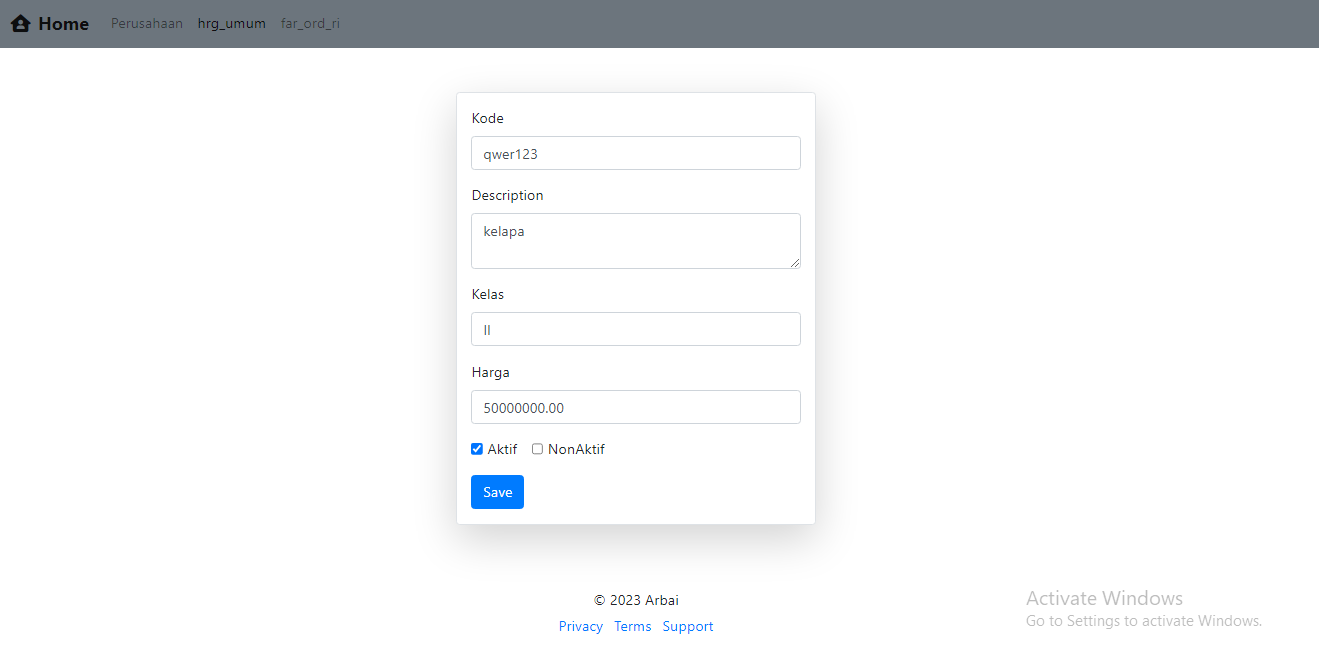 Home Perusahaan hrg_umum far_ord_ri
Kode
qwer123
Description
kelapa
Kelas
II
Harga
50000000.00
Aktif NonAktif
Save
© 2023 Arbai
Privacy Terms Support
Activate Windows
Go to Settings to activate Windows.